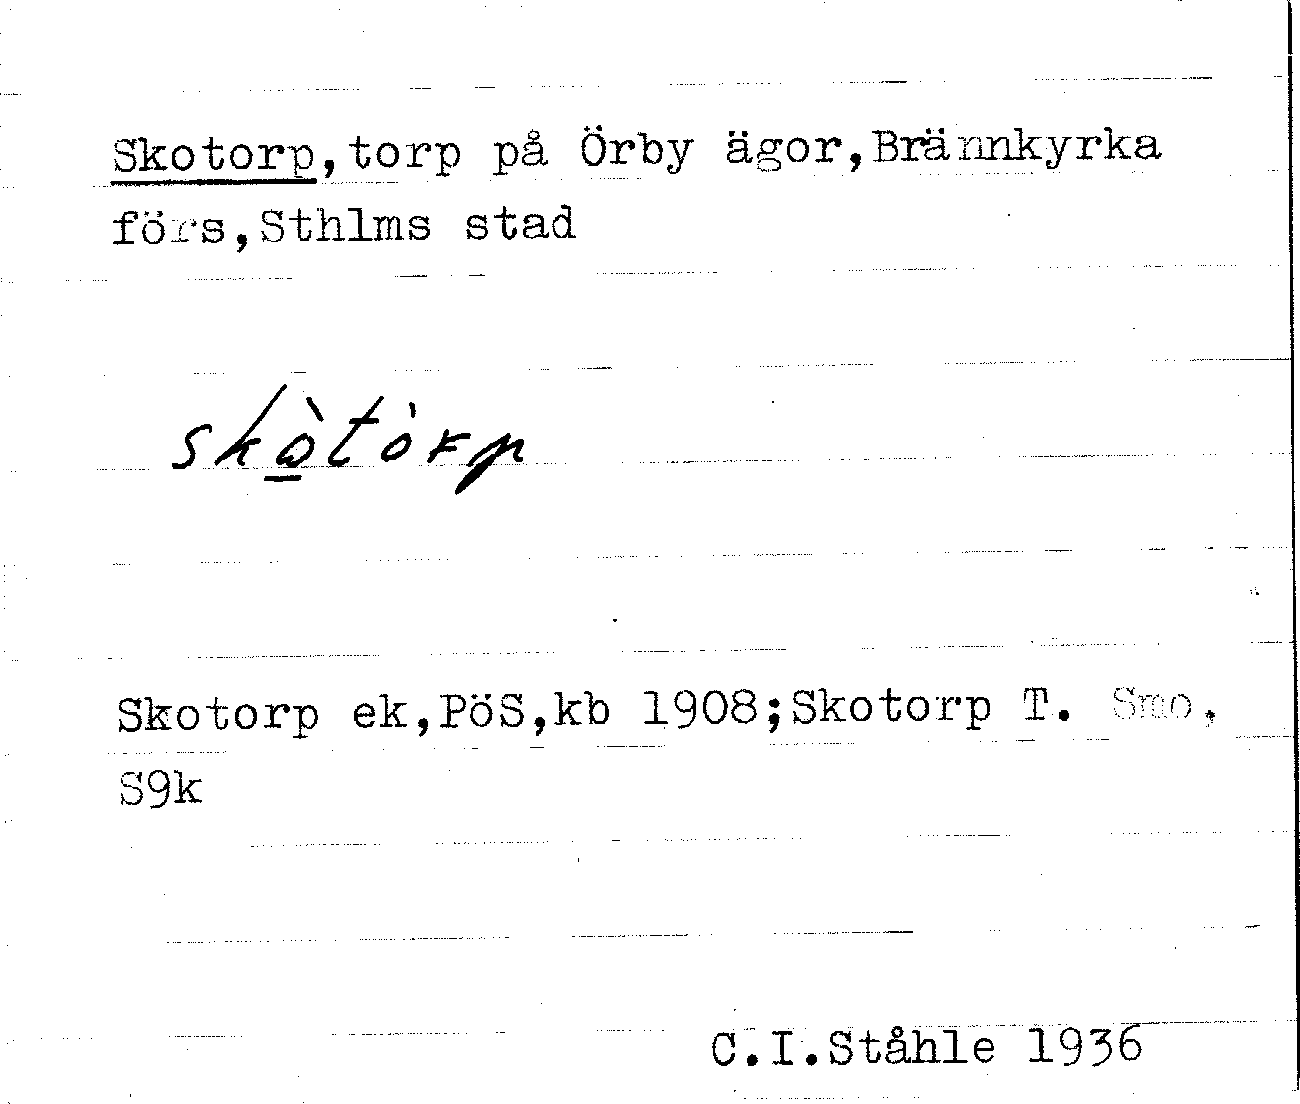 Skotorp,torp på Örby ägor,Brännkyrka
förs,Sthlms stad
skòtòrp
Skotorp ek,PöS,kb 1908;Skotorp T. Smo,
S9k
C.I.Ståhle 1936